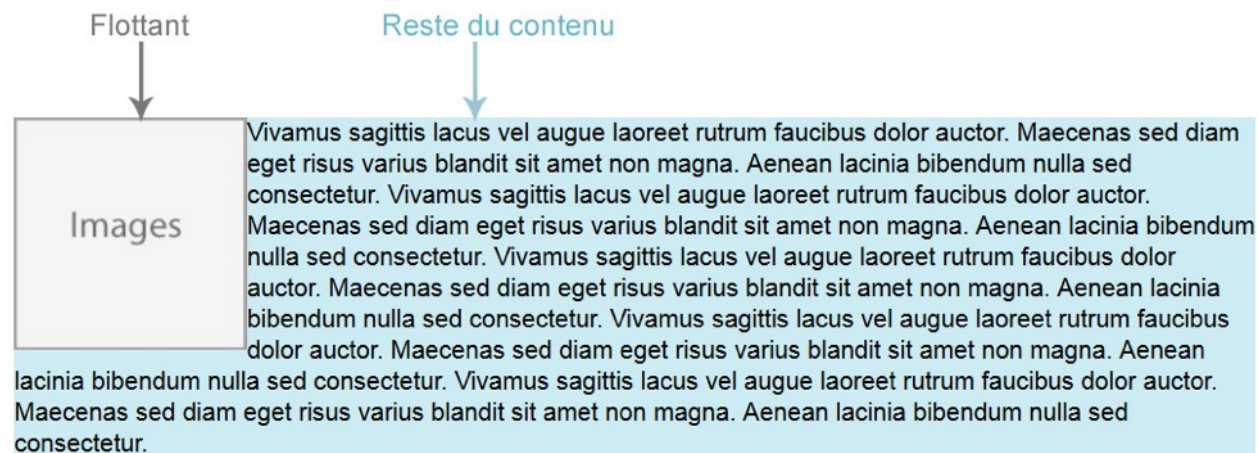 Flottant
Reste du contenu
Images
Vivamus sagittis lacus vel augue laoreet rutrum faucibus dolor auctor. Maecenas sed diam
eget risus varius blandit sit amet non magna. Aenean lacinia bibendum nulla sed
consectetur. Vivamus sagittis lacus vel augue laoreet rutrum faucibus dolor auctor.
Maecenas sed diam eget risus varius blandit sit amet non magna. Aenean lacinia bibendum
nulla sed consectetur. Vivamus sagittis lacus vel augue laoreet rutrum faucibus dolor
auctor. Maecenas sed diam eget risus varius blandit sit amet non magna. Aenean lacinia
bibendum nulla sed consectetur. Vivamus sagittis lacus vel augue laoreet rutrum faucibus
dolor auctor. Maecenas sed diam eget risus varius blandit sit amet non magna. Aenean
lacinia bibendum nulla sed consectetur. Vivamus sagittis lacus vel augue laoreet rutrum faucibus dolor auctor.
Maecenas sed diam eget risus varius blandit sit amet non magna. Aenean lacinia bibendum nulla sed
consectetur.